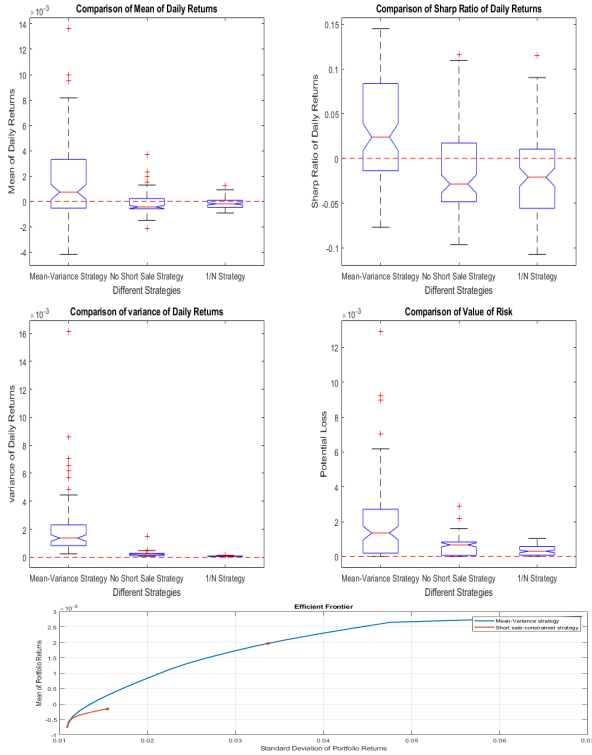 Comparison of Mean of Daily Returns
×10⁻³
14
12
10
8
6
4
2
0
-2
-4
Mean of Daily Returns
Mean-Variance Strategy No Short Sale Strategy 1/N Strategy
Different Strategies
Comparison of Sharp Ratio of Daily Returns
0.15
0.1
0.05
0
-0.05
-0.1
Sharp Ratio of Daily Returns
Mean-Variance Strategy No Short Sale Strategy 1/N Strategy
Different Strategies
Comparison of variance of Daily Returns
×10⁻³
16
14
12
10
8
6
4
2
0
variance of Daily Returns
Mean-Variance Strategy No Short Sale Strategy 1/N Strategy
Different Strategies
Comparison of Value of Risk
×10⁻³
12
10
8
6
4
2
0
Potential Loss
Mean-Variance Strategy No Short Sale Strategy 1/N Strategy
Different Strategies
Efficient Frontier
×10⁻³
3
2.5
2
1.5
1
0.5
0
-0.5
-1
Mean of Portfolio Returns
Mean-Variance strategy
Short sale-constrained strategy
0.01 0.02 0.03 0.04 0.05 0.06 0.07
Standard Deviation of Portfolio Returns